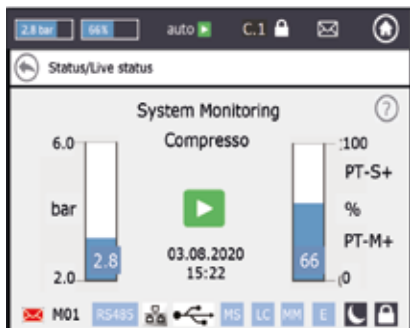 2.8 bar 66% auto C.1
Status/Live status
System Monitoring ?
6.0 Compresso 100
PT-S+
bar %
PT-M+
2.8 03.08.2020 66
2.0 15:22 0
M01 RS485 MS LC MM E